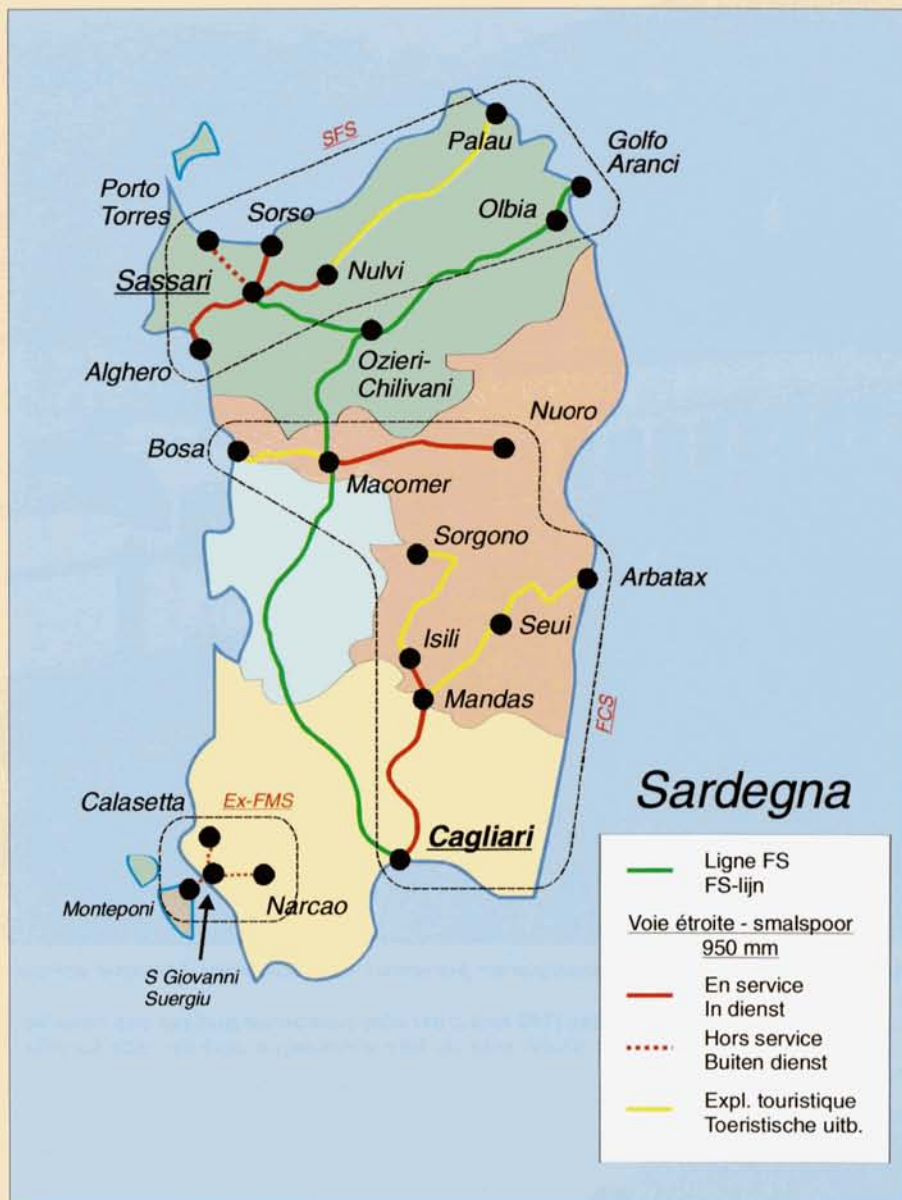 SFS
Palau
Golfo
Aranci
Porto
Torres
Sorso
Olbia
Sassari
Nulvi
Alghero
Ozieri-
Chilivani
Nuoro
Bosa
Macomer
Sorgono
Arbatax
Seui
Isili
Mandas
FCS
Sardegna
Calasetta
Ex-FMS
Cagliari
Monteponi
Narcao
S Giovanni
Suergiu
Ligne FS
FS-lijn
Voie étroite - smalspoor
950 mm
En service
In dienst
Hors service
Buiten dienst
Expl. touristique
Toeristische uitb.